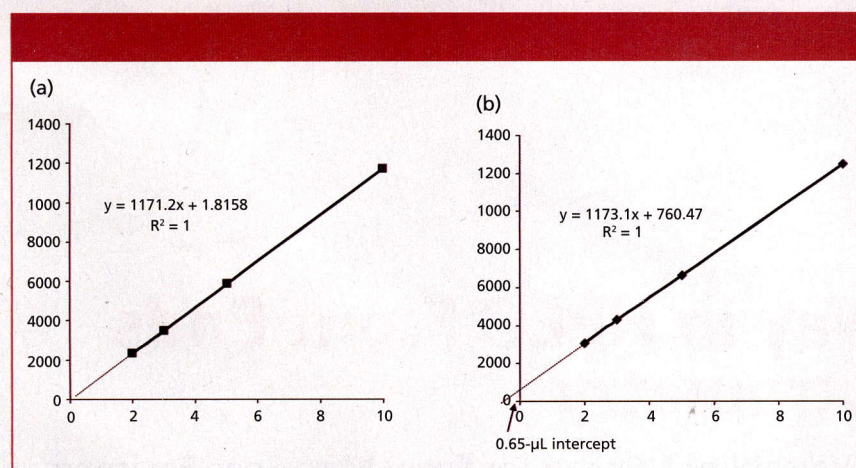 (a)
1400
1200
1000
8000
6000
4000
2000
0
y = 1171.2x + 1.8158
R² = 1
0 2 4 6 8 10
(b)
1400
1200
1000
8000
6000
4000
2000
0
y = 1173.1x + 760.47
R² = 1
0 2 4 6 8 10
0.65-µL intercept